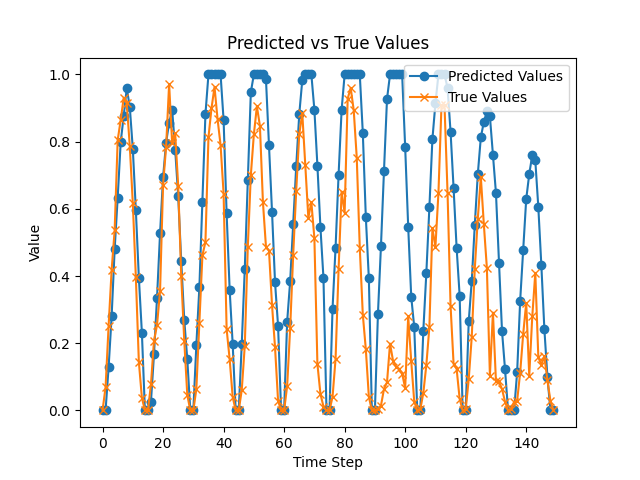 Predicted vs True Values
Predicted Values
True Values
1.0
0.8
0.6
0.4
0.2
0.0
Value
0 20 40 60 80 100 120 140
Time Step